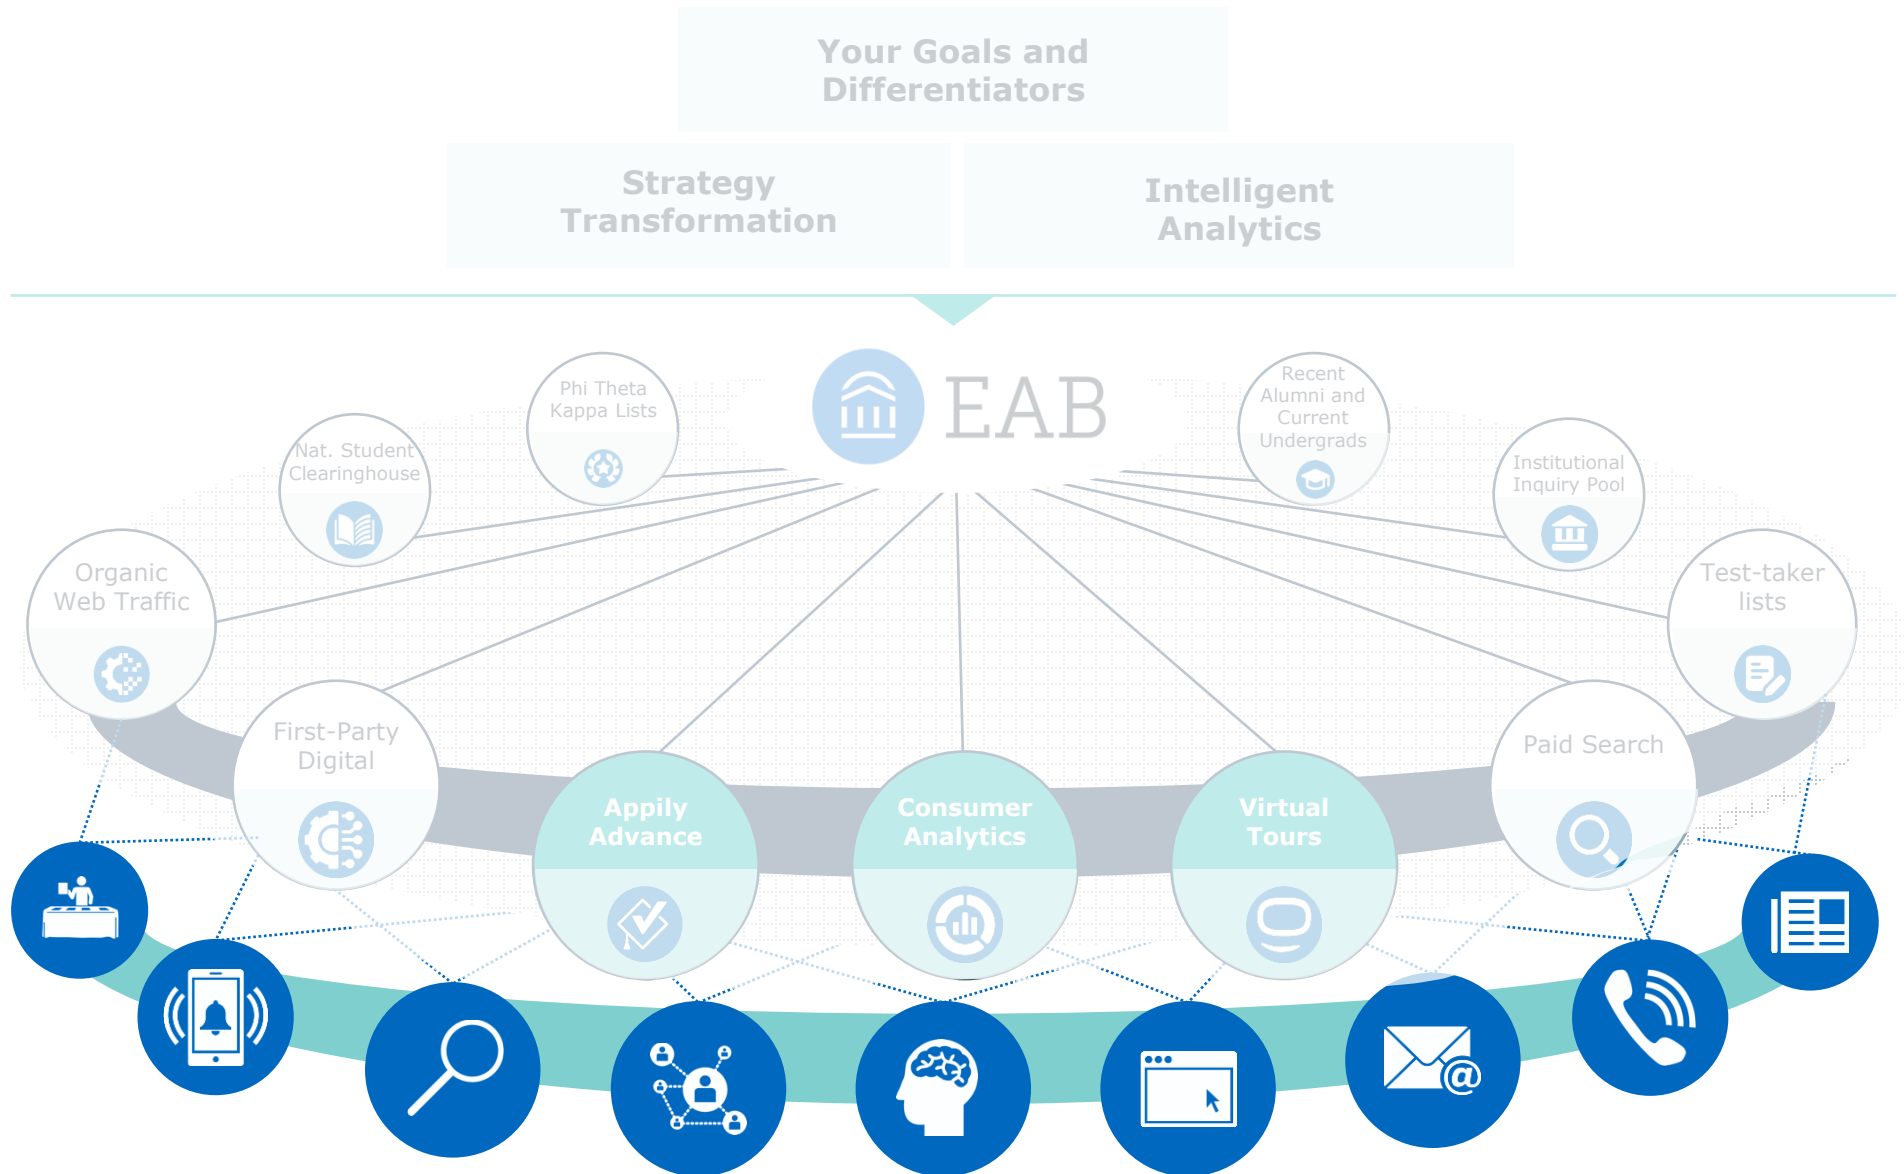 Your Goals and
Differentiators
Strategy
Transformation
Intelligent
Analytics
EAB
Phi Theta
Kappa Lists
Recent
Alumni and
Current
Undergrads
Nat. Student
Clearinghouse
Institutional
Inquiry Pool
Organic
Web Traffic
Test-taker
lists
First-Party
Digital
Paid Search
Appily
Advance
Consumer
Analytics
Virtual
Tours
@